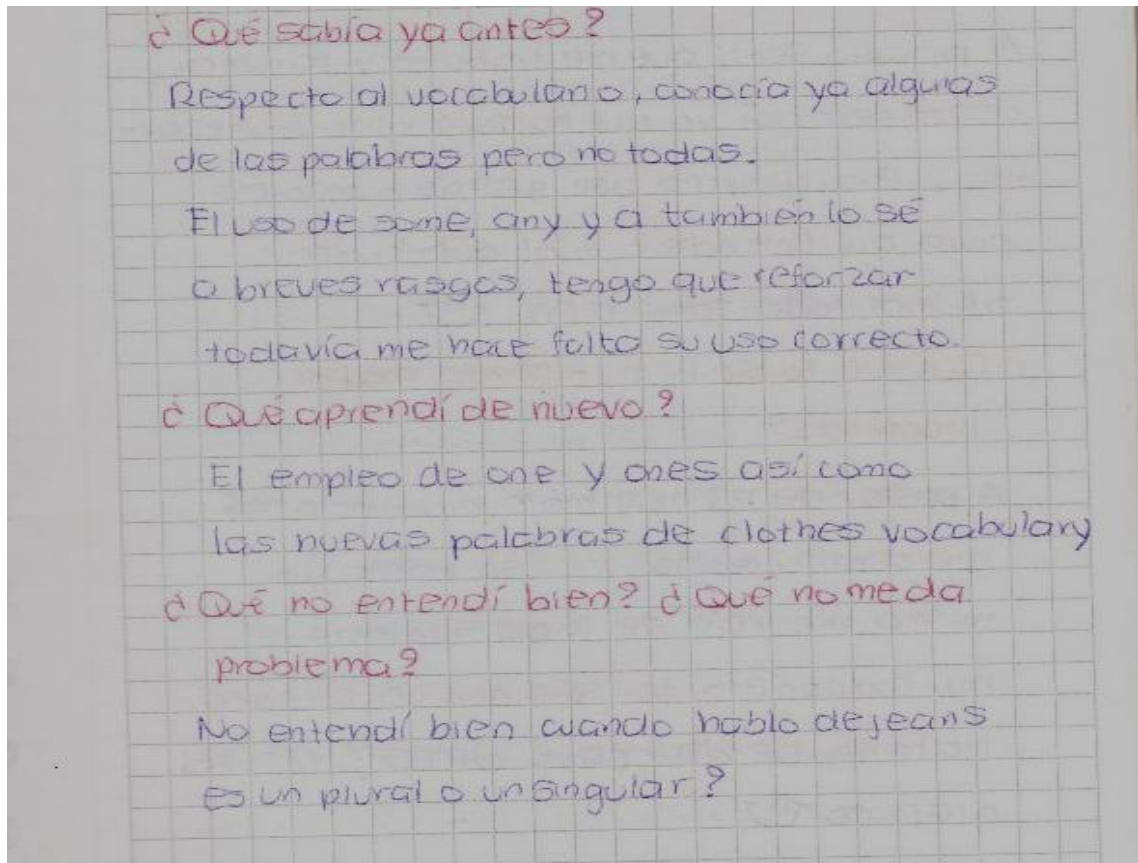 ¿Qué sabía ya antes?
Respecto al vocabulario, conocía ya algunas
de las palabras pero no todas.
El uso de some, any y a también lo sé
a breves rasgos, tengo que reforzar
todavía me hace falta su uso correcto.
¿Qué aprendí de nuevo?
El empleo de one y ones así como
las nuevas palabras de clothes vocabulary
¿Qué no entendí bien? ¿Qué no me da
problema?
No entendí bien cuando hablo de jeans
es un plural o un singular?